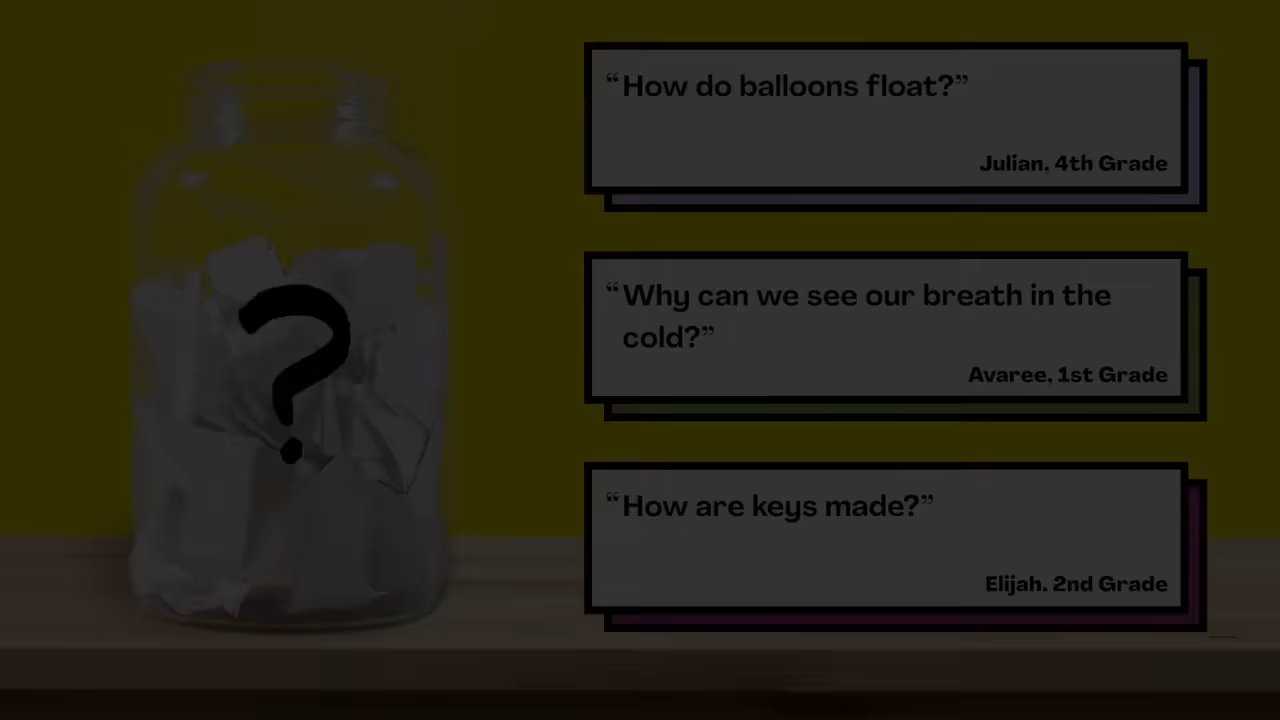 ?
“How do balloons float?”
Julian, 4th Grade
“Why can we see our breath in the
cold?”
Avaree, 1st Grade
“How are keys made?”
Elijah, 2nd Grade